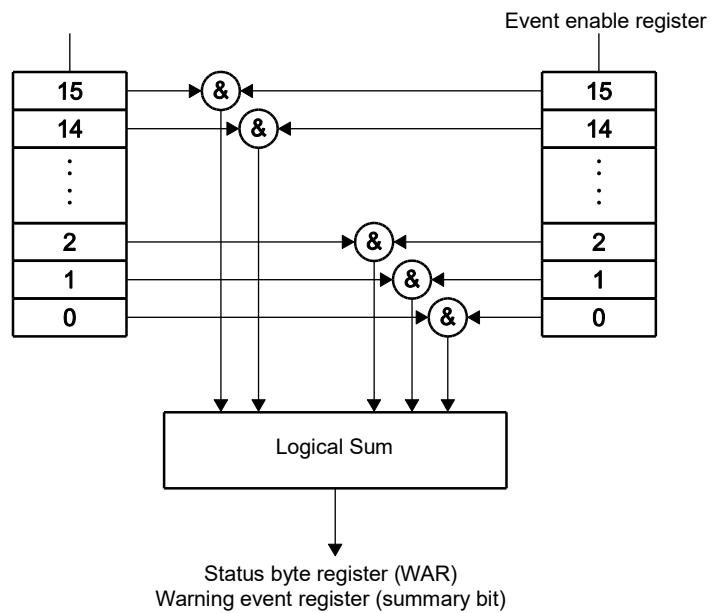 Event enable register
15 & 15
14 & 14
2 & 2
1 & 1
0 & 0
Logical Sum
Status byte register (WAR)
Warning event register (summary bit)